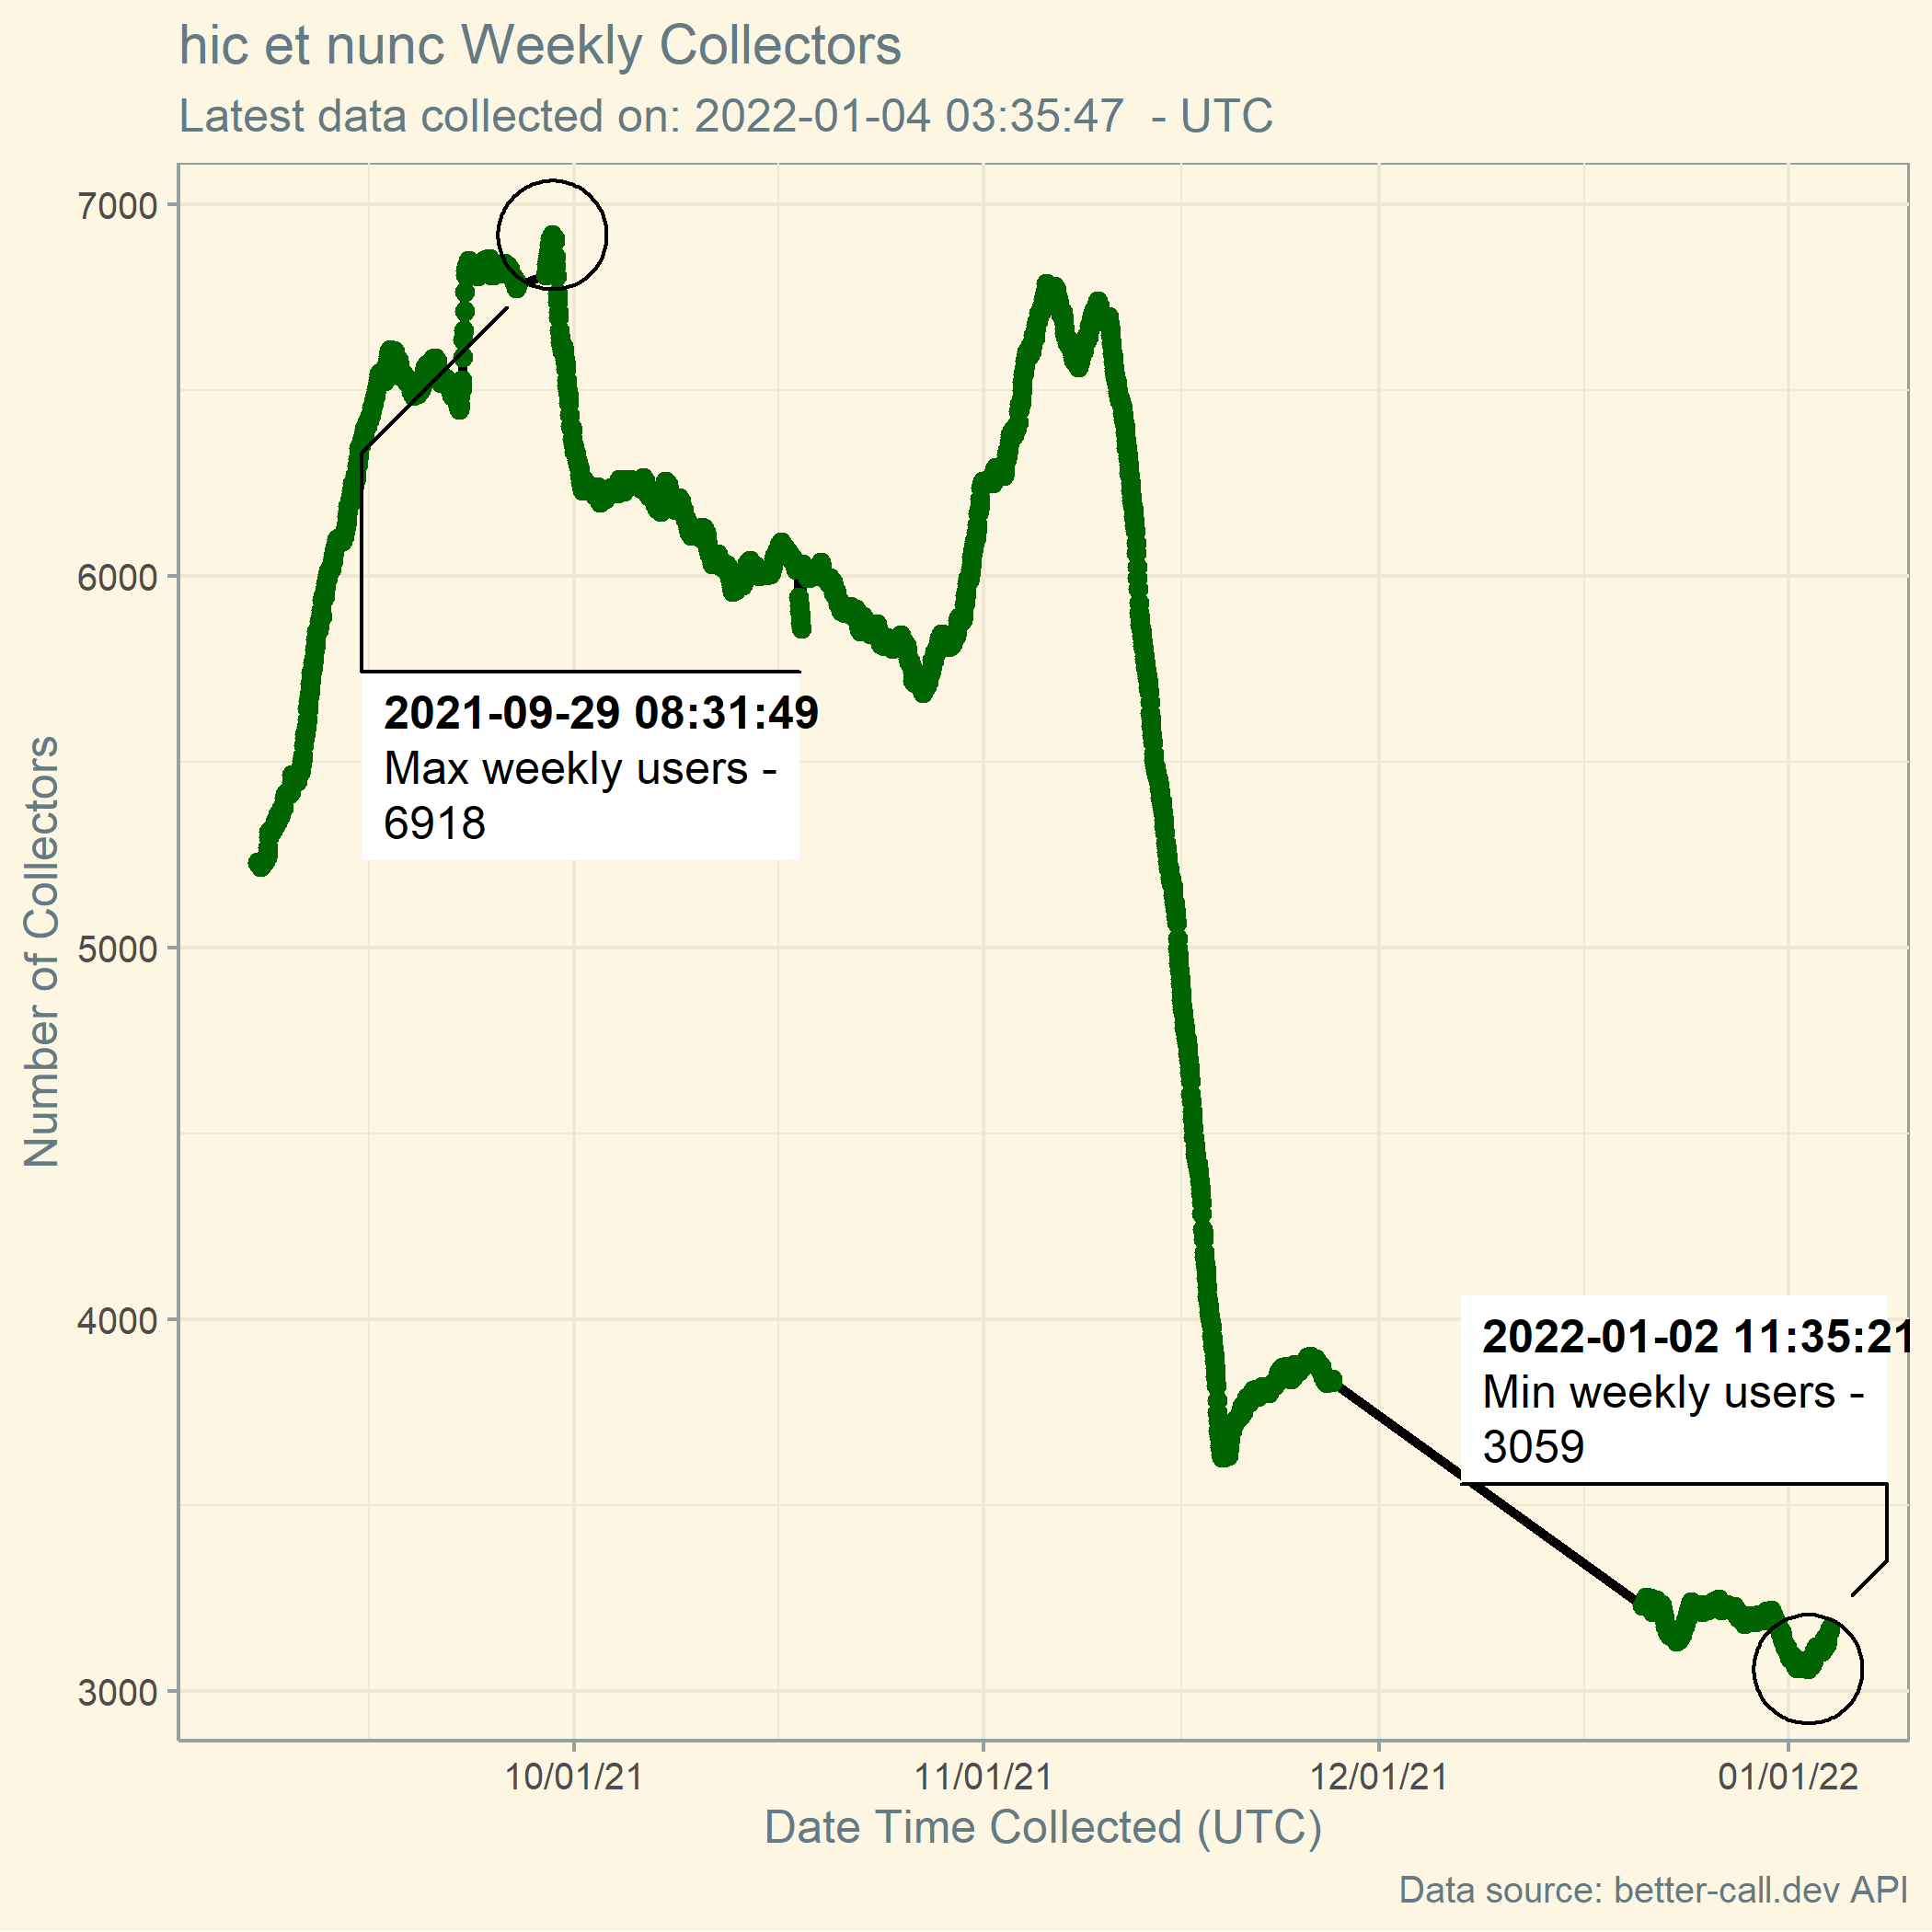 hic et nunc Weekly Collectors
Latest data collected on: 2022-01-04 03:35:47  - UTC
Number of Collectors
7000
6000
5000
4000
3000
2021-09-29 08:31:49
Max weekly users -
6918
2022-01-02 11:35:21
Min weekly users -
3059
10/01/21
11/01/21
12/01/21
01/01/22
Date Time Collected (UTC)
Data source: better-call.dev API